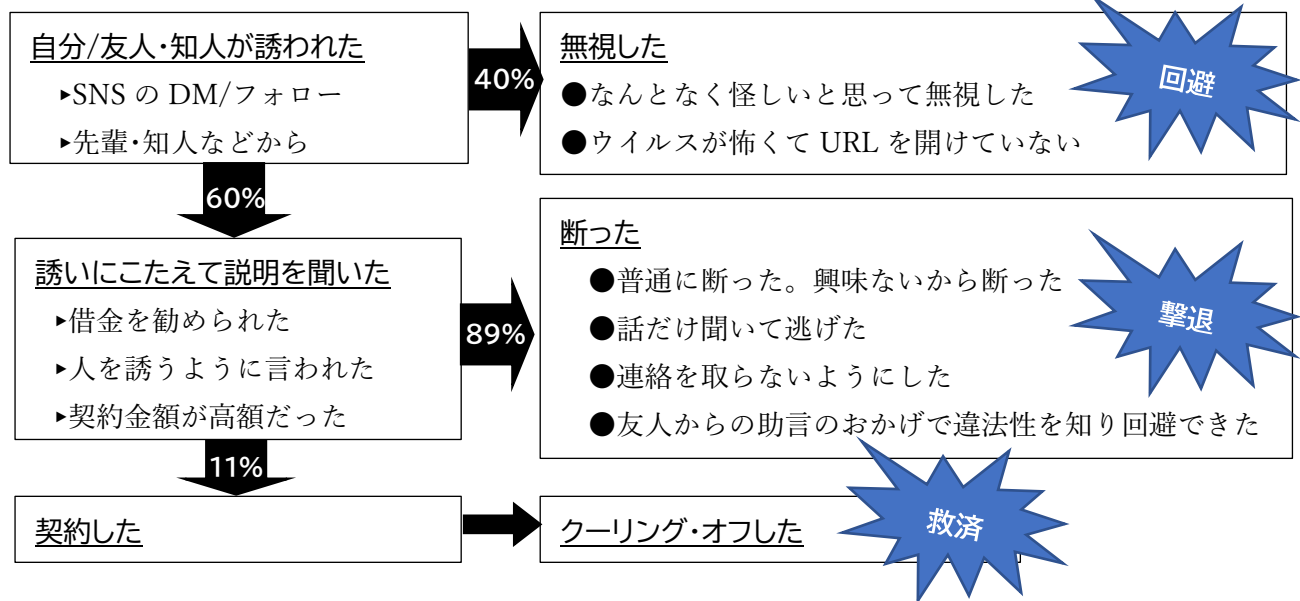 自分/友人・知人が誘われた
▸SNS の DM/フォロー
▸先輩・知人などから
40%
無視した
●なんとなく怪しいと思って無視した
●ウイルスが怖くて URL を開けていない
回避
60%
誘いにこたえて説明を聞いた
▸借金を勧められた
▸人を誘うように言われた
▸契約金額が高額だった
89%
断った
●普通に断った。興味ないから断った
●話だけ聞いて逃げた
●連絡を取らないようにした
●友人からの助言のおかげで違法性を知り回避できた
撃退
11%
契約した
クーリング・オフした
救済